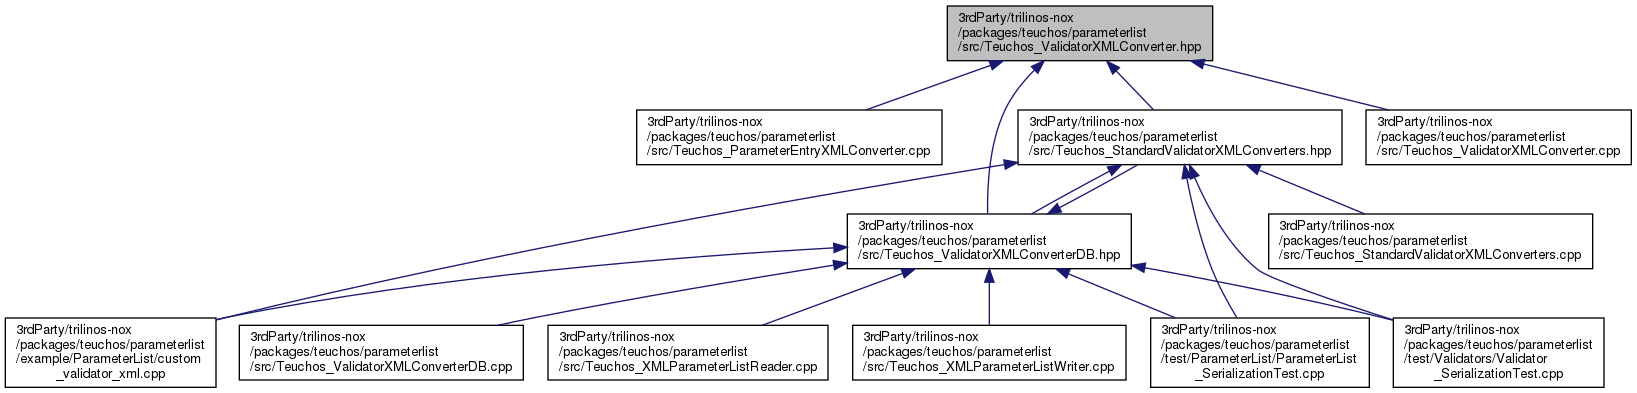 3rdParty/trilinos-nox
/packages/teuchos/parameterlist
/src/Teuchos_ValidatorXMLConverter.hpp
3rdParty/trilinos-nox
/packages/teuchos/parameterlist
/src/Teuchos_ParameterEntryXMLConverter.cpp
3rdParty/trilinos-nox
/packages/teuchos/parameterlist
/src/Teuchos_StandardValidatorXMLConverters.hpp
3rdParty/trilinos-nox
/packages/teuchos/parameterlist
/src/Teuchos_ValidatorXMLConverter.cpp
3rdParty/trilinos-nox
/packages/teuchos/parameterlist
/src/Teuchos_ValidatorXMLConverterDB.hpp
3rdParty/trilinos-nox
/packages/teuchos/parameterlist
/src/Teuchos_StandardValidatorXMLConverters.cpp
3rdParty/trilinos-nox
/packages/teuchos/parameterlist
/example/ParameterList/custom
_validator_xml.cpp
3rdParty/trilinos-nox
/packages/teuchos/parameterlist
/src/Teuchos_ValidatorXMLConverterDB.cpp
3rdParty/trilinos-nox
/packages/teuchos/parameterlist
/src/Teuchos_XMLParameterListReader.cpp
3rdParty/trilinos-nox
/packages/teuchos/parameterlist
/src/Teuchos_XMLParameterListWriter.cpp
3rdParty/trilinos-nox
/packages/teuchos/parameterlist
/test/ParameterList/ParameterList
_SerializationTest.cpp
3rdParty/trilinos-nox
/packages/teuchos/parameterlist
/test/Validators/Validator
_SerializationTest.cpp